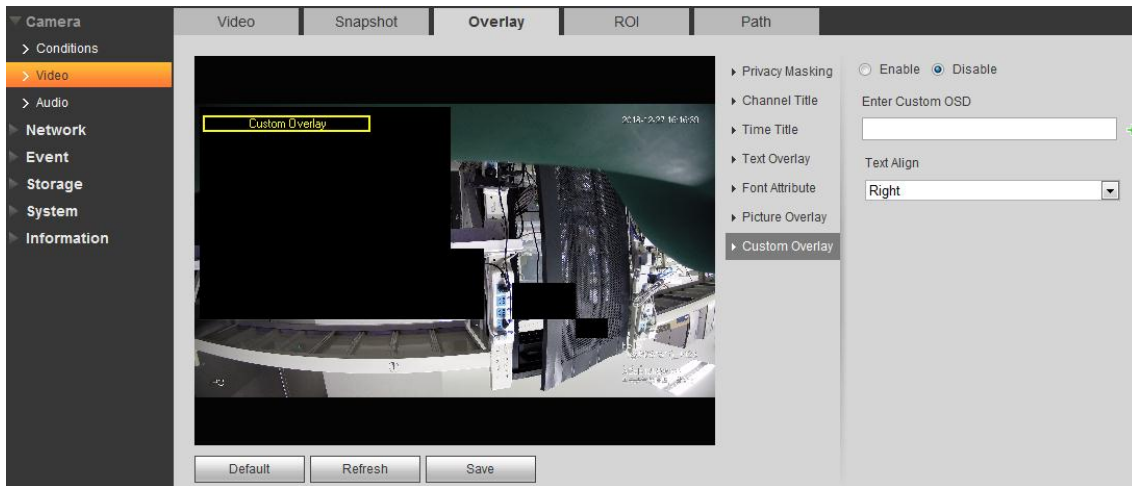 Camera
Conditions
Video
Audio
Network
Event
Storage
System
Information
Video
Snapshot
Overlay
ROI
Path
Custom Overlay
Default
Refresh
Save
Privacy Masking
Channel Title
Time Title
Text Overlay
Font Attribute
Picture Overlay
Custom Overlay
Enable Disable
Enter Custom OSD
Text Align
Right